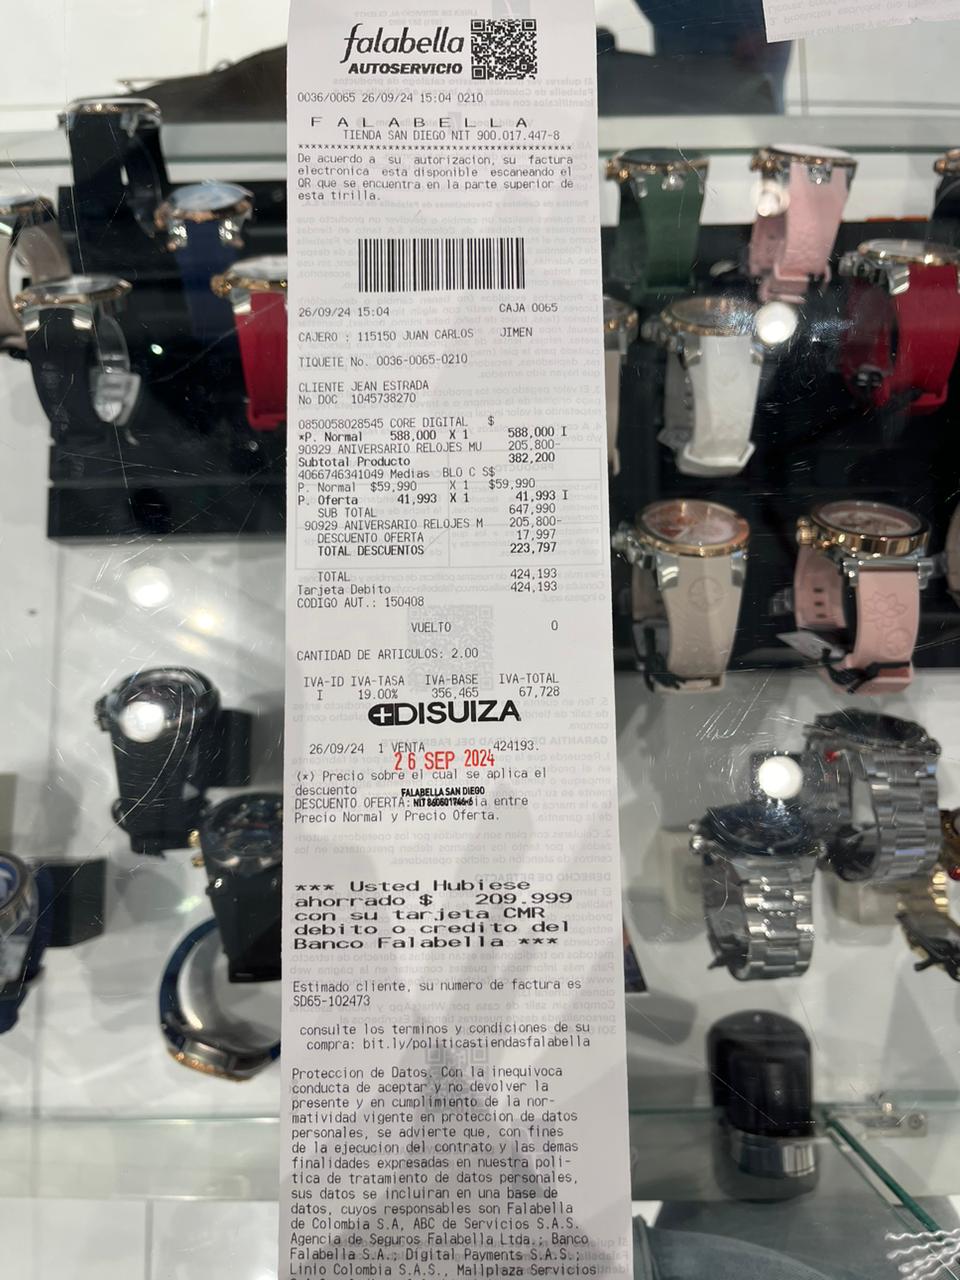 falabella
AUTOSERVICIO
0036/0065 26/09/24 15:04 0210
F A L A B E L L A
TIENDA SAN DIEGO NIT 900.017.447-8
De acuerdo a su autorizacion, su factura
electronica esta disponible escaneando el
QR que se encuentra en la parte superior de
esta tirilla.
26/09/24 15:04 CAJA 0065
CAJERO : 115150 JUAN CARLOS JIMEN
TIQUETE No. 0036-0065-0210
CLIENTE JEAN ESTRADA
No DOC 1045738270
0850058028545 CORE DIGITAL $
*P. Normal 588,000 X 1 588,000 I
90929 ANIVERSARIO RELOJES MU 205,800-
Subtotal Producto 382,200
4066746341049 Medias BLO C S$
P. Normal $59,990 X 1 $59,990
P. Oferta 41,993 X 1 41,993 I
SUB TOTAL 647,990
90929 ANIVERSARIO RELOJES M 205,800-
DESCUENTO OFERTA 17,997
TOTAL DESCUENTOS 223,797
TOTAL 424,193
Tarjeta Debito 424,193
CODIGO AUT.: 150408
VUELTO 0
CANTIDAD DE ARTICULOS: 2.00
IVA-ID IVA-TASA IVA-BASE IVA-TOTAL
I 19.00% 356,465 67,728
DISUIZA
26/09/24 1 VENTA 424193.
26 SEP 2024
(*) Precio sobre el cual se aplica el
descuento FALABELLA SAN DIEGO
DESCUENTO OFERTA: ia entre
Precio Normal y Precio Oferta.
*** Usted Hubiese
ahorrado $ 209.999
con su tarjeta CMR
debito o credito del
Banco Falabella ***
Estimado cliente, su numero de factura es
SD65-102473
consulte los terminos y condiciones de su
compra: bit.ly/politicastiendasfalabella
Proteccion de Datos. Con la inequivoca
conducta de aceptar y no devolver la
presente y en cumplimiento de la nor-
matividad vigente en proteccion de datos
personales, se advierte que, con fines
de la ejecucion del contrato y las demas
finalidades expresadas en nuestra poli-
tica de tratamiento de datos personales,
sus datos se incluiran en una base de
datos, cuyos responsables son Falabella
de Colombia S.A, ABC de Servicios S.A.S.
Agencia de Seguros Falabella Ltda.; Banco
Falabella S.A.; Digital Payments S.A.S.;
Linio Colombia S.A.S., Mallplaza Servicios